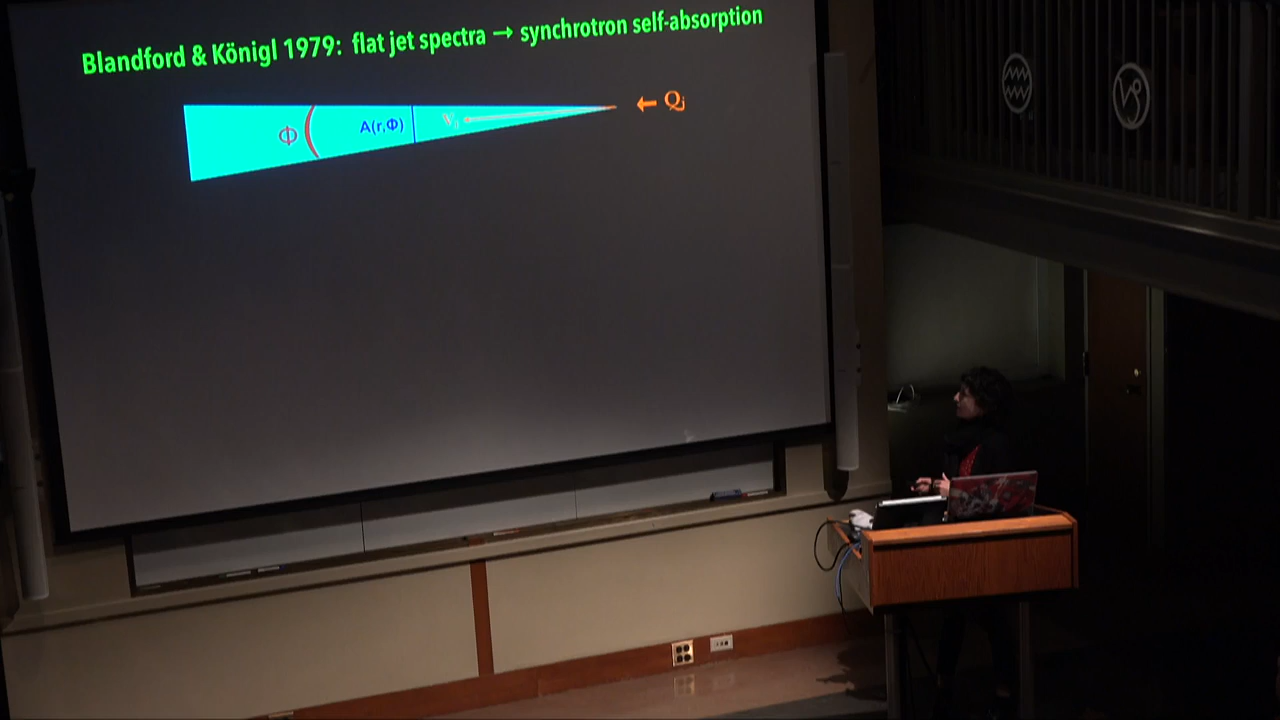 Blandford & Königl 1979: flat jet spectra → synchrotron self-absorption
Φ
A(r,Φ)
← Qj